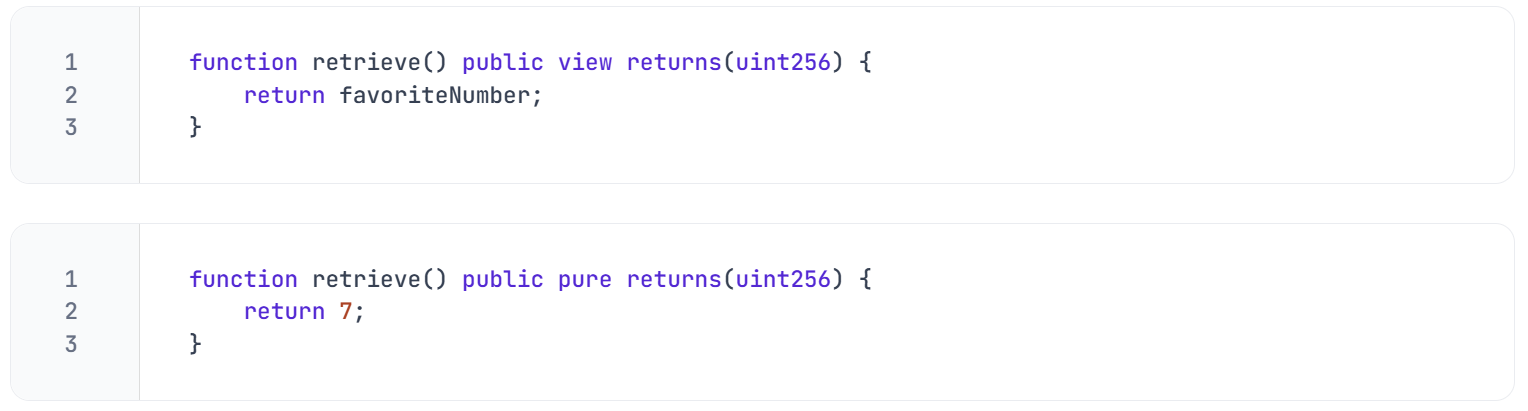 1 function retrieve() public view returns(uint256) {
2     return favoriteNumber;
3 }
1 function retrieve() public pure returns(uint256) {
2     return 7;
3 }